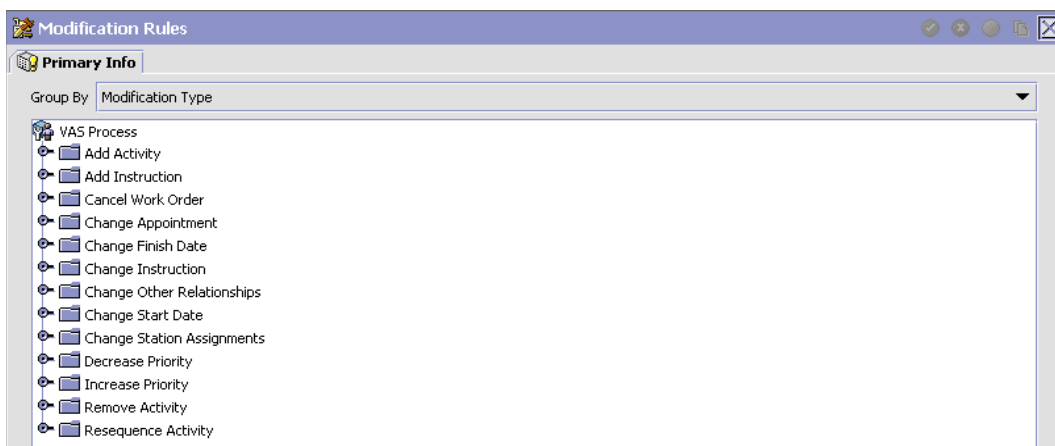 Modification Rules
Primary Info
Group By Modification Type
VAS Process
Add Activity
Add Instruction
Cancel Work Order
Change Appointment
Change Finish Date
Change Instruction
Change Other Relationships
Change Start Date
Change Station Assignments
Decrease Priority
Increase Priority
Remove Activity
Resequence Activity